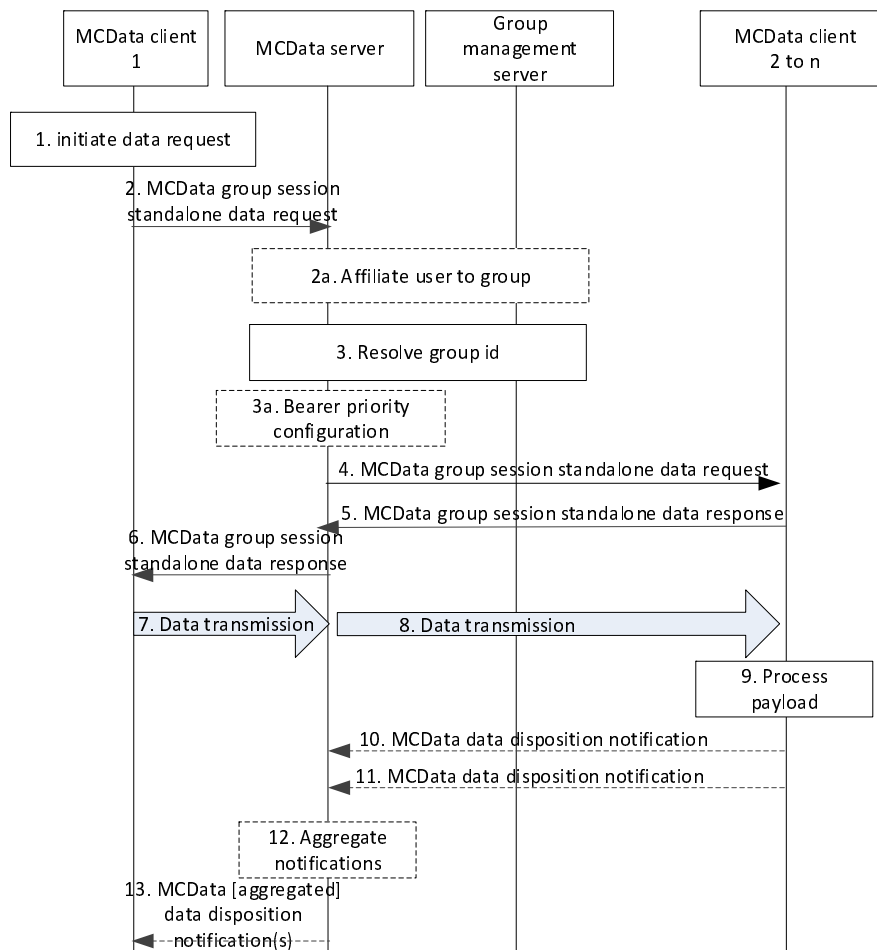 MCData client
1
MCData server
Group
management
server
MCData client
2 to n
1. initiate data request
2. MCData group session
standalone data request
2a. Affiliate user to group
3. Resolve group id
3a. Bearer priority
configuration
4. MCData group session standalone data request
5. MCData group session standalone data response
6. MCData group session
standalone data response
7. Data transmission
8. Data transmission
9. Process
payload
10. MCData data disposition notification
11. MCData data disposition notification
12. Aggregate
notifications
13. MCData [aggregated]
data disposition
notification(s)